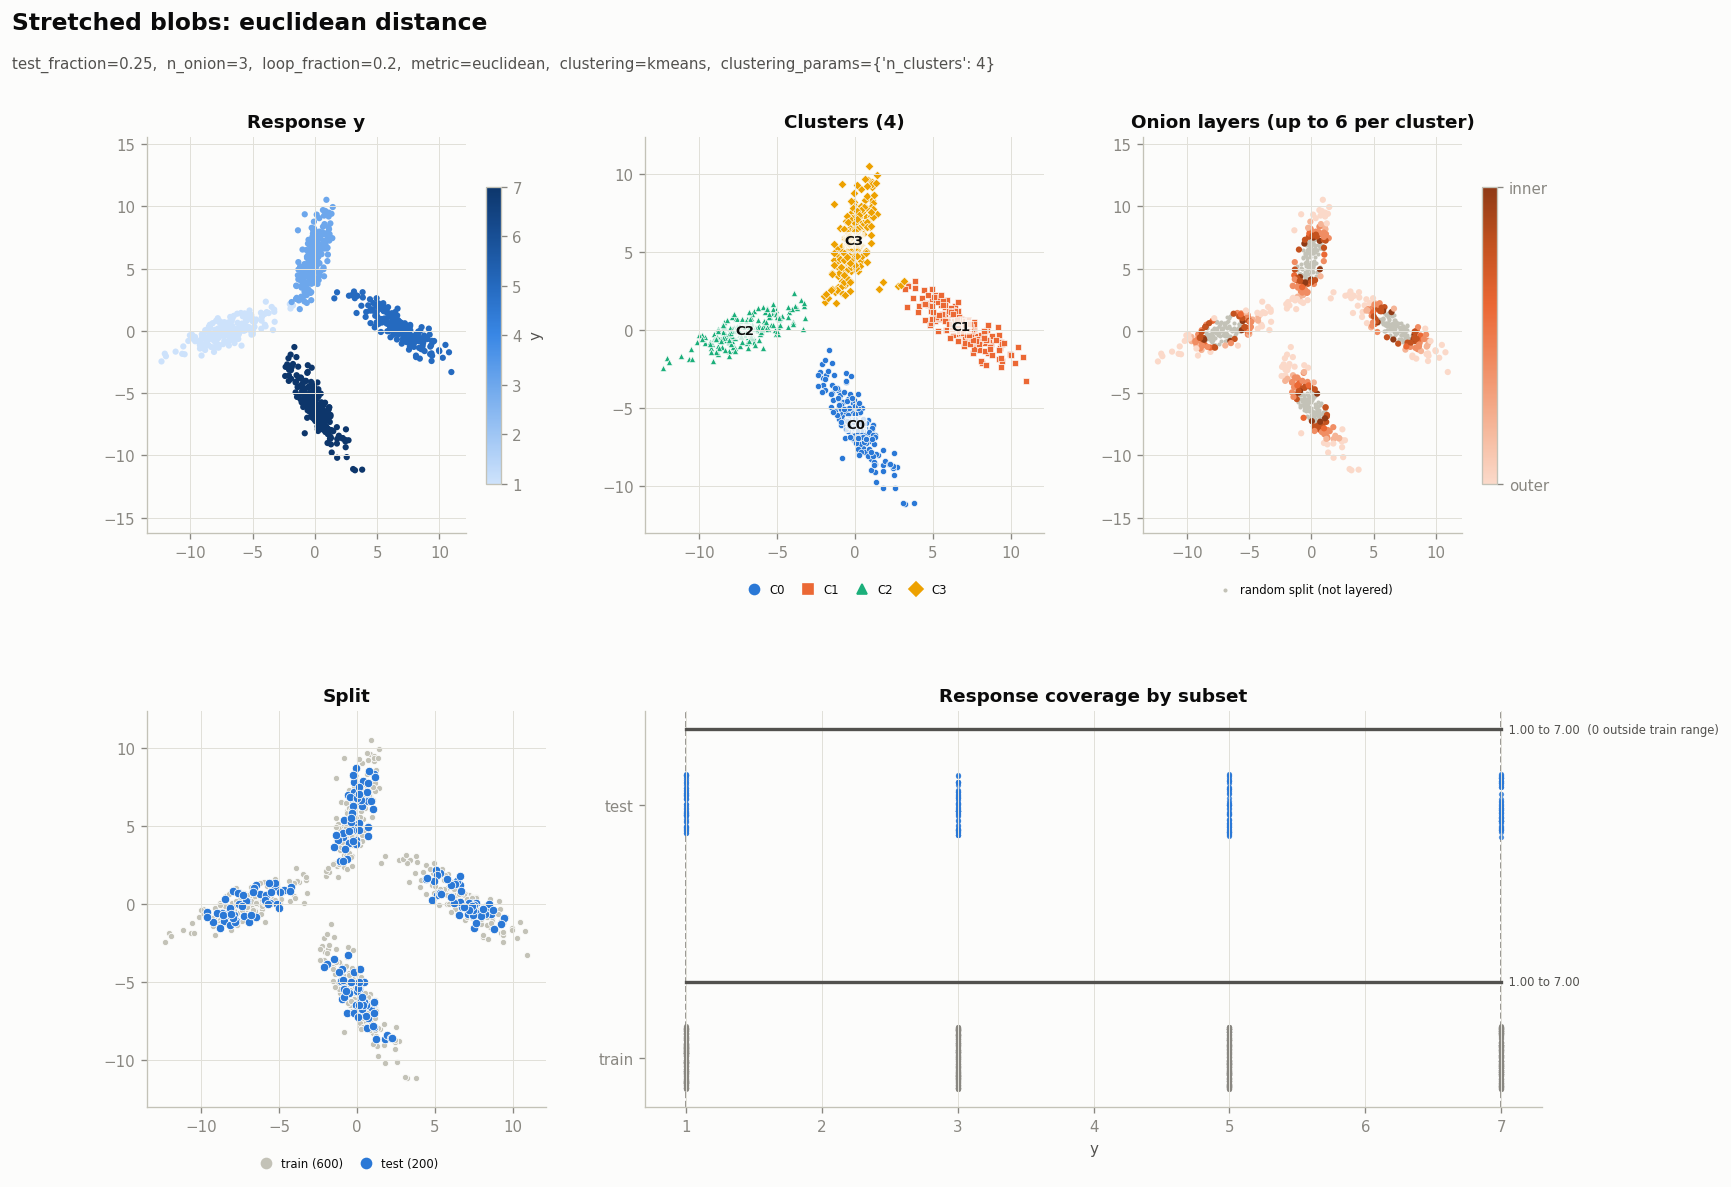 Stretched blobs: euclidean distance
test_fraction=0.25,  n_onion=3,  loop_fraction=0.2,  metric=euclidean,  clustering=kmeans,  clustering_params={'n_clusters': 4}
Response y
15
10
5
0
−5
−10
−15
−10
−5
0
5
10
7
6
5
4
3
2
1
y
Clusters (4)
10
5
0
−5
−10
−10
−5
0
5
10
C3
C1
C2
C0
C0
C1
C2
C3
Onion layers (up to 6 per cluster)
15
10
5
0
−5
−10
−15
−10
−5
0
5
10
inner
outer
random split (not layered)
Split
10
5
0
−5
−10
−10
−5
0
5
10
train (600)
test (200)
Response coverage by subset
1.00 to 7.00  (0 outside train range)
test
1.00 to 7.00
train
1
2
3
4
5
6
7
y